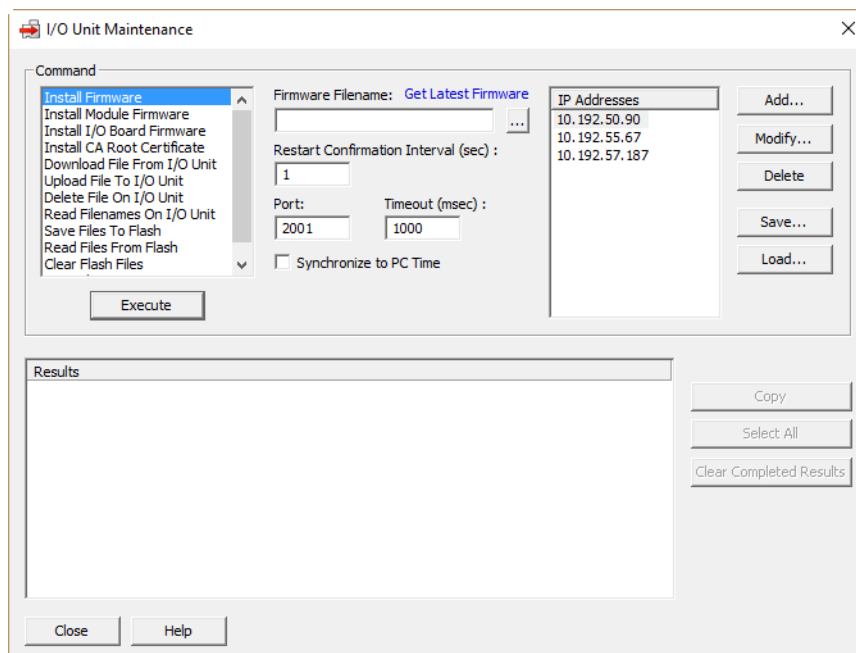 I/O Unit Maintenance
Command
Install Firmware
Install Module Firmware
Install I/O Board Firmware
Install CA Root Certificate
Download File From I/O Unit
Upload File To I/O Unit
Delete File On I/O Unit
Read Filenames On I/O Unit
Save Files To Flash
Read Files From Flash
Clear Flash Files
Execute
Firmware Filename: Get Latest Firmware
...
Restart Confirmation Interval (sec) :
1
Port: Timeout (msec) :
2001 1000
Synchronize to PC Time
IP Addresses
10.192.50.90
10.192.55.67
10.192.57.187
Add...
Modify...
Delete
Save...
Load...
Results
Copy
Select All
Clear Completed Results
Close Help